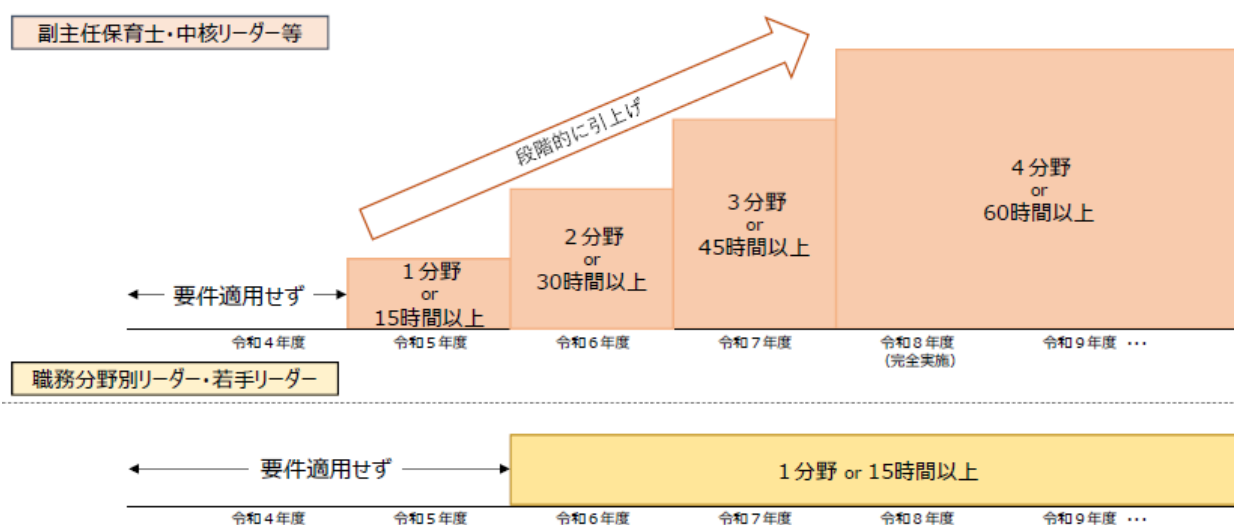 副主任保育士・中核リーダー等
段階的に引上げ
４分野
or
60時間以上
３分野
or
45時間以上
２分野
or
30時間以上
１分野
or
15時間以上
要件適用せず
令和４年度
令和５年度
令和６年度
令和７年度
令和８年度
(完全実施)
令和９年度 ･･･
職務分野別リーダー・若手リーダー
要件適用せず
１分野 or 15時間以上
令和４年度
令和５年度
令和６年度
令和７年度
令和８年度
令和９年度 ･･･